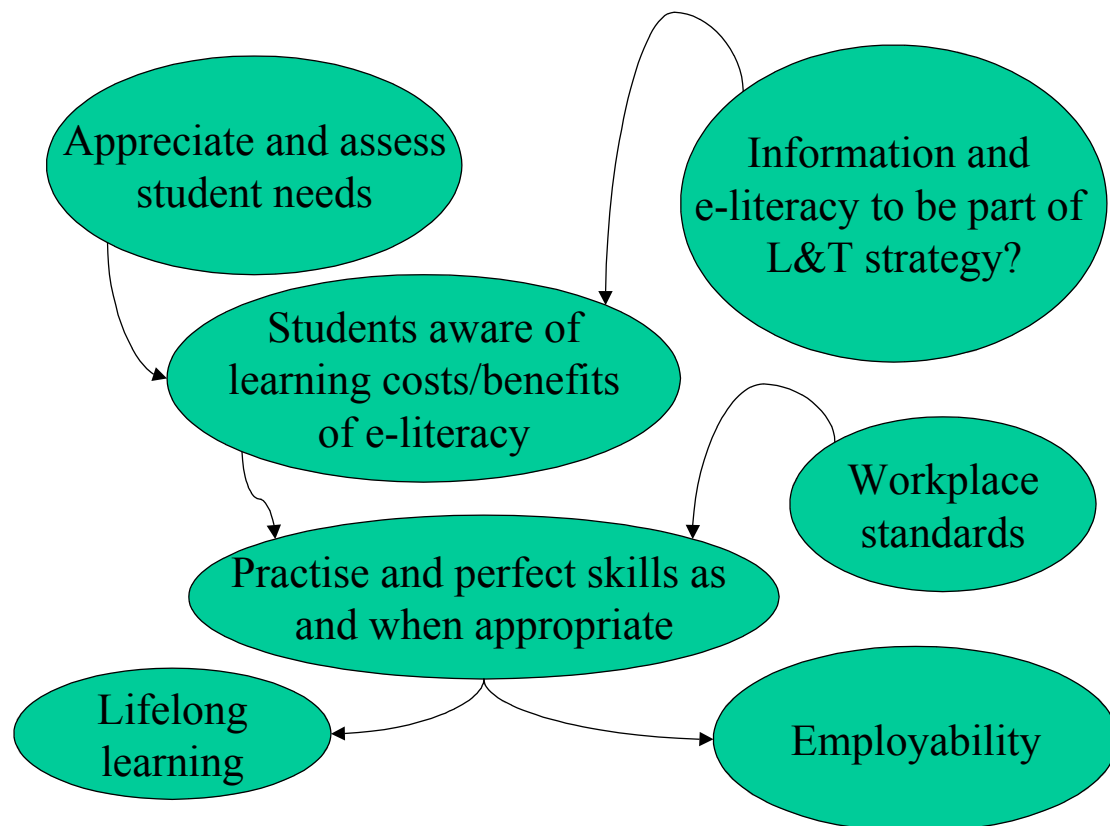 Appreciate and assess
student needs
Information and
e-literacy to be part of
L&T strategy?
Students aware of
learning costs/benefits
of e-literacy
Workplace
standards
Practise and perfect skills as
and when appropriate
Lifelong
learning
Employability